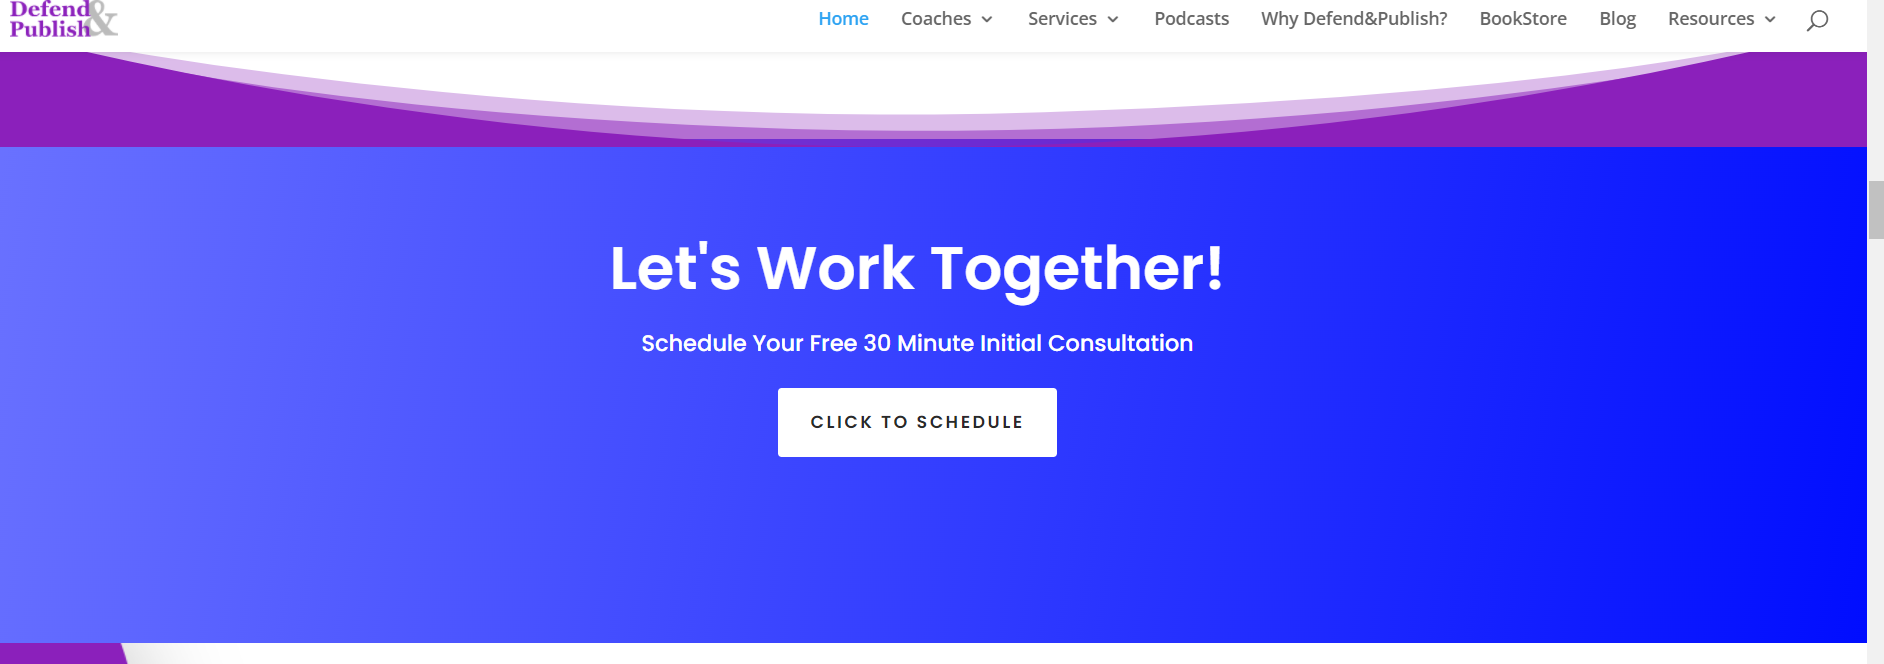 Defend&
Publish
Home Coaches Services Podcasts Why Defend&Publish? BookStore Blog Resources
Let's Work Together!
Schedule Your Free 30 Minute Initial Consultation
CLICK TO SCHEDULE